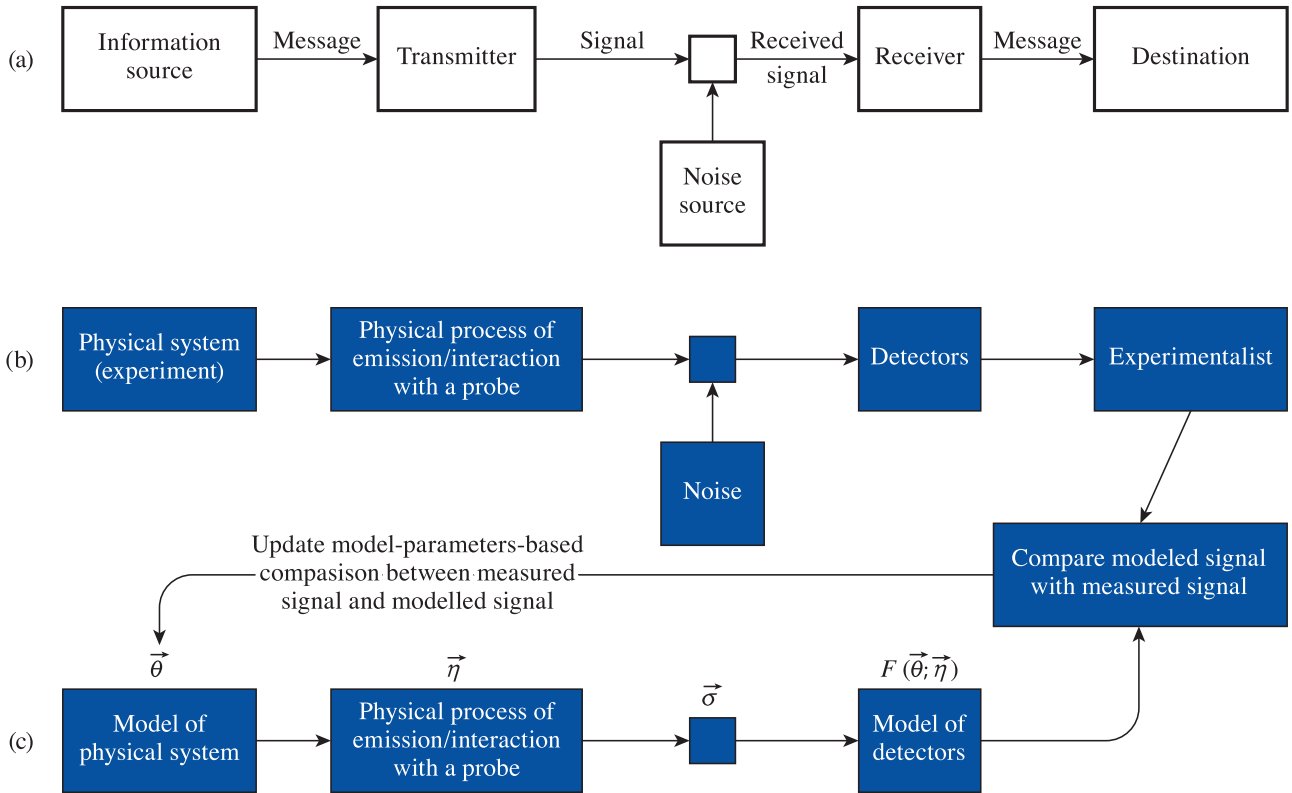 (a)
Information
source
Message
Transmitter
Signal
Received
signal
Receiver
Message
Destination
Noise
source
(b)
Physical system
(experiment)
Physical process of
emission/interaction
with a probe
Detectors
Experimentalist
Noise
Update model-parameters-based
compasison between measured
signal and modelled signal
Compare modeled signal
with measured signal
(c)
θ⃗
η⃗
σ⃗
F (θ⃗; η⃗)
Model of
physical system
Physical process of
emission/interaction
with a probe
Model of
detectors